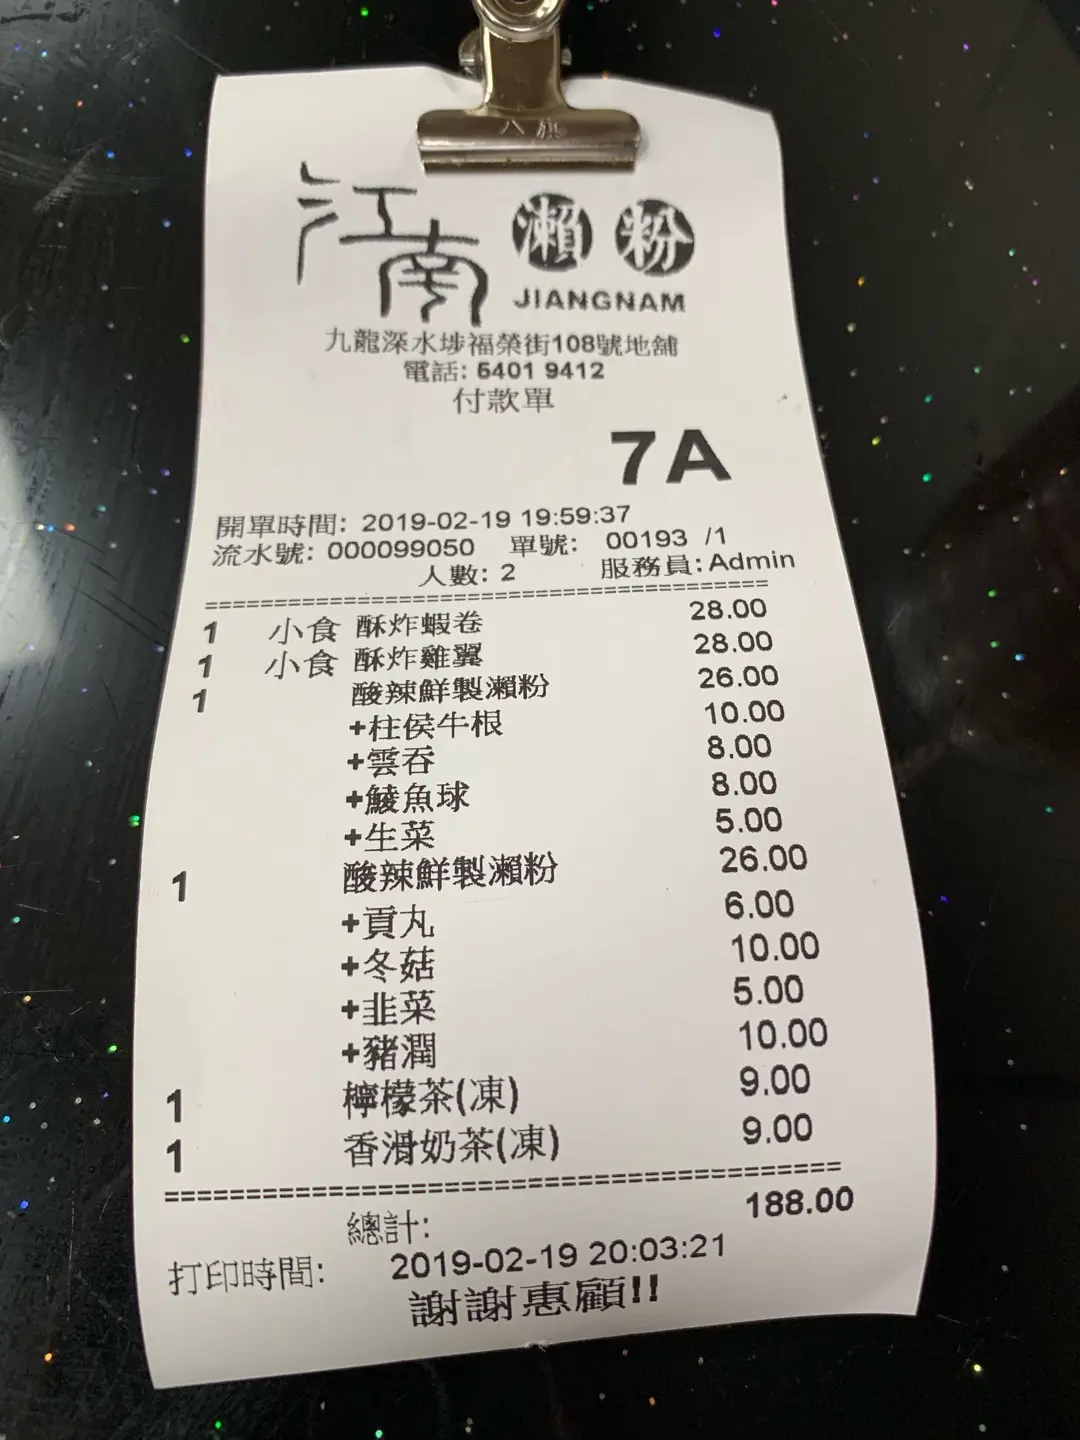 八旗
江南 瀨粉
JIANGNAM
九龍深水埗福榮街108號地舖
電話: 5401 9412
付款單
7A
開單時間: 2019-02-19 19:59:37
流水號: 000099050 單號: 00193 /1
人數: 2 服務員: Admin
1 小食 酥炸蝦卷 28.00
1 小食 酥炸雞翼 28.00
1 酸辣鮮製瀨粉 26.00
+柱侯牛根 10.00
+雲吞 8.00
+鯪魚球 8.00
+生菜 5.00
1 酸辣鮮製瀨粉 26.00
+貢丸 6.00
+冬菇 10.00
+韭菜 5.00
+豬潤 10.00
1 檸檬茶(凍) 9.00
1 香滑奶茶(凍) 9.00
總計: 188.00
打印時間: 2019-02-19 20:03:21
謝謝惠顧!!